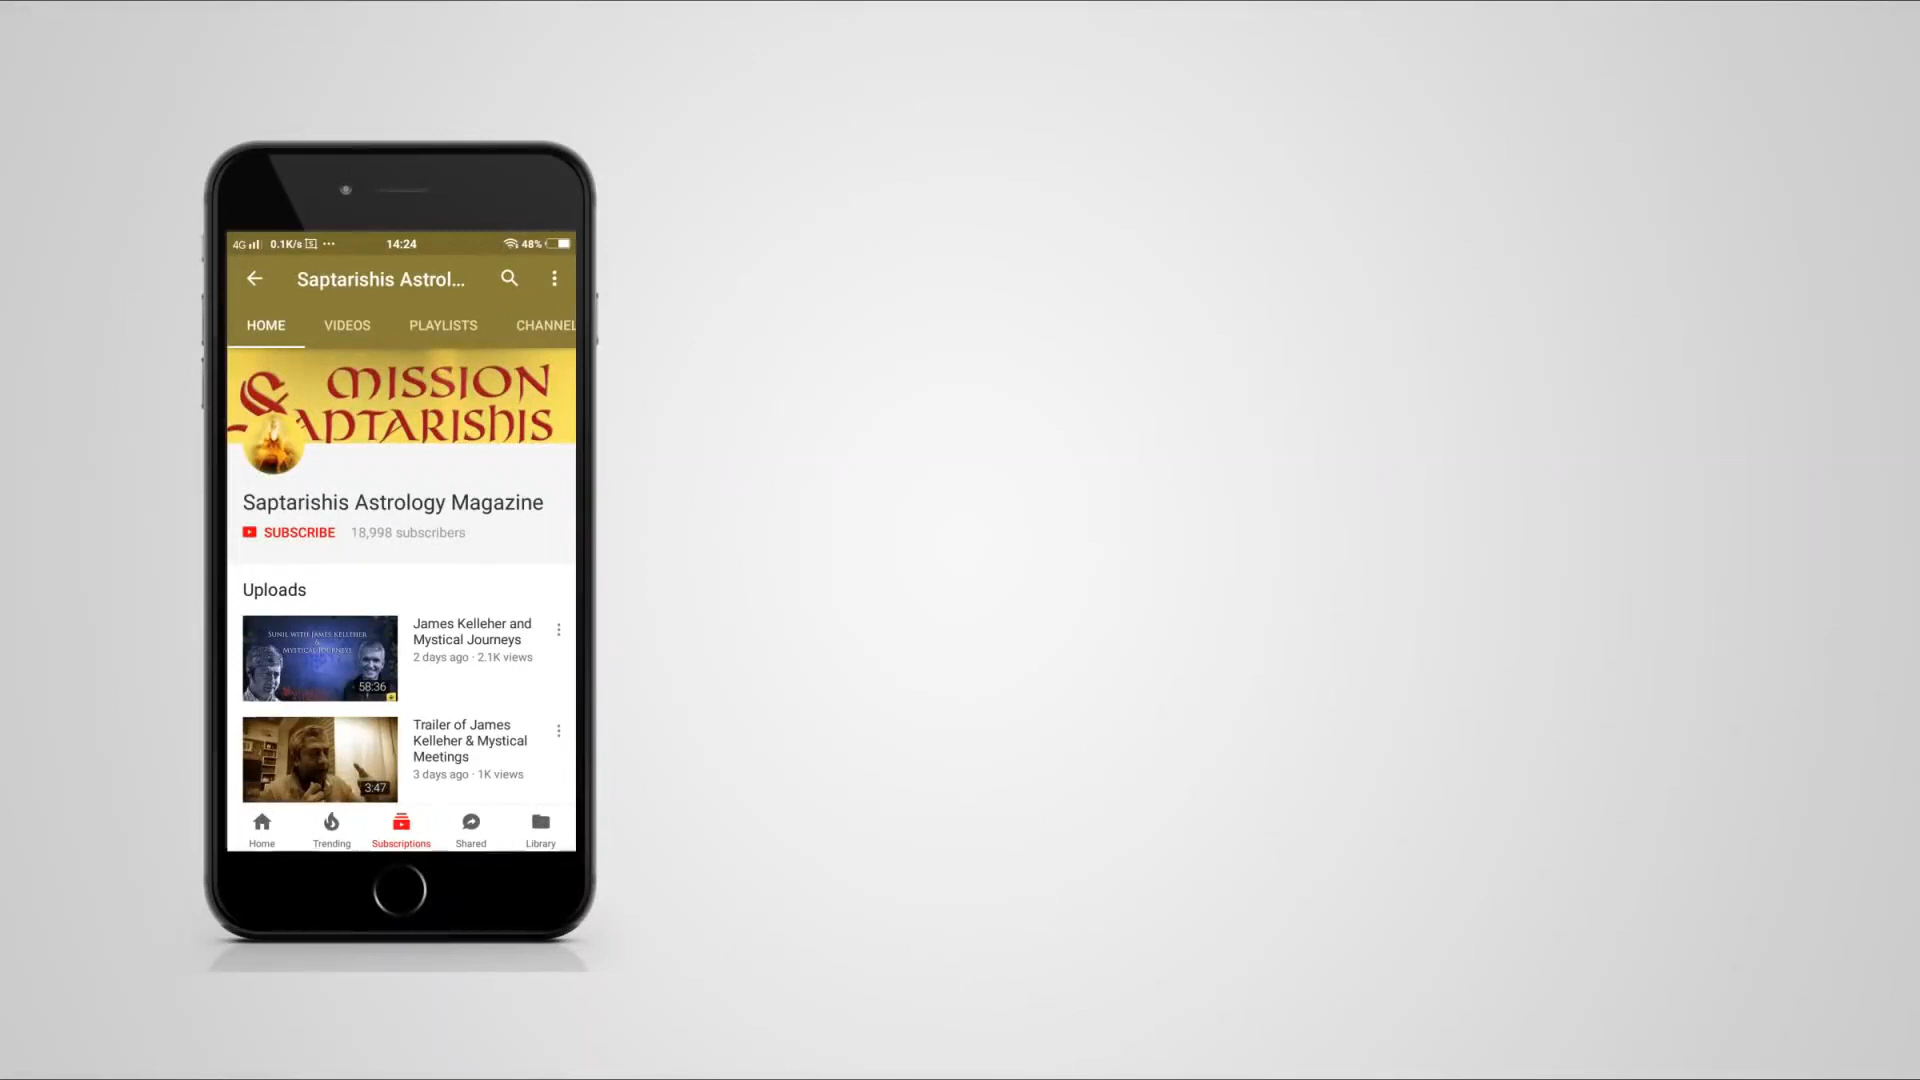 4G 0.1K/s 14:24 48%
Saptarishis Astrol...
HOME VIDEOS PLAYLISTS CHANNEL
MISSION
SAPTARISHIS
Saptarishis Astrology Magazine
SUBSCRIBE 18,998 subscribers
Uploads
SUNIL WITH JAMES KELLEHER
&
MYSTICAL JOURNEYS
58:36
James Kelleher and
Mystical Journeys
2 days ago · 2.1K views
3:47
Trailer of James
Kelleher & Mystical
Meetings
3 days ago · 1K views
Home Trending Subscriptions Shared Library